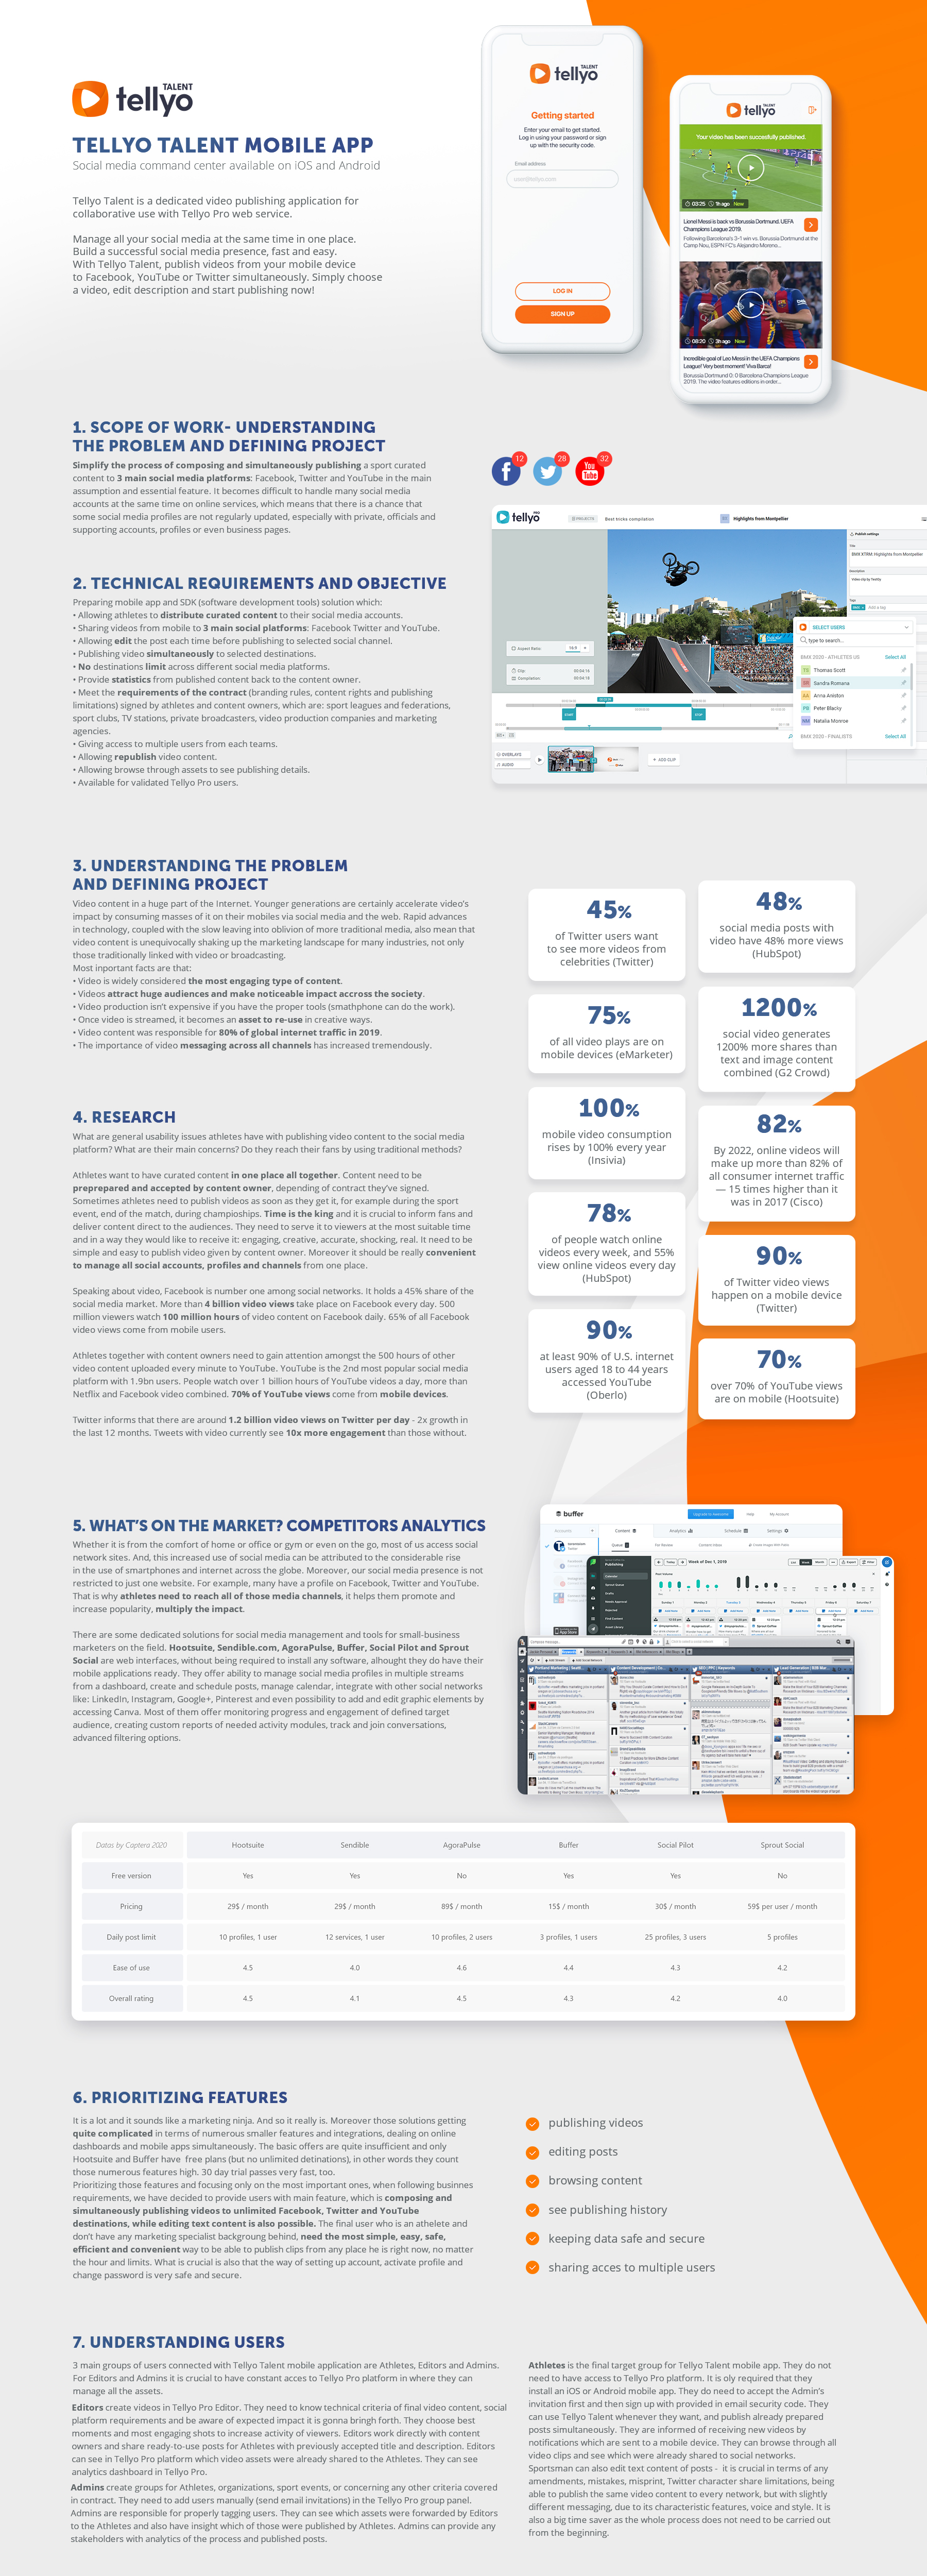 tellyo TALENT
TELLYO TALENT MOBILE APP
Social media command center available on iOS and Android
Tellyo Talent is a dedicated video publishing application for
collaborative use with Tellyo Pro web service.
Manage all your social media at the same time in one place.
Build a successful social media presence, fast and easy.
With Tellyo Talent, publish videos from your mobile device
to Facebook, YouTube or Twitter simultaneously. Simply choose
a video, edit description and start publishing now!
tellyo TALENT
Getting started
Enter your email to get started.
Log in using your password or sign
up with the security code.
Email address
user@tellyo.com
LOG IN
SIGN UP
tellyo TALENT
Your video has been successfully published.
03:25 1h ago New
Lionel Messi is back vs Borussia Dortmund. UEFA
Champions League 2019.
Following Barcelona's 3-1 win vs. Borussia Dortmund at the
Camp Nou, ESPN FC's Alejandro Moreno...
08:20 3h ago New
Incredible goal of Leo Messi in the UEFA Champions
League! Very best moment! Viva Barca!
Borussia Dortmund 0: 0 Barcelona Champions League
2019. The video features editions in order...
1. SCOPE OF WORK- UNDERSTANDING
THE PROBLEM AND DEFINING PROJECT
Simplify the process of composing and simultaneously publishing a sport curated
content to 3 main social media platforms: Facebook, Twitter and YouTube in the main
assumption and essential feature. It becomes difficult to handle many social media
accounts at the same time on online services, which means that there is a chance that
some social media profiles are not regularly updated, especially with private, officials and
supporting accounts, profiles or even business pages.
12
28
32
You
Tube
tellyo PRO
PROJECTS
Best tricks compilation
Highlights from Montpellier
Publish settings
Title
BMX XTRM: Highlights from Montpellier
Description
Video clip by Testily
Tags
Add a tag
Aspect Ratio
16:9
Clip 00:04:16
Compilation 00:04:18
START
STOP
OVERLAYS
AUDIO
+ ADD CLIP
SELECT USERS
type to search...
BMX 2020 - ATHLETES US Select All
TS Thomas Scott
SR Sandra Romana
AA Anna Aniston
PB Peter Blacky
NM Natalia Monroe
BMX 2020 - FINALISTS Select All
2. TECHNICAL REQUIREMENTS AND OBJECTIVE
Preparing mobile app and SDK (software development tools) solution which:
• Allowing athletes to distribute curated content to their social media accounts.
• Sharing videos from mobile to 3 main social platforms: Facebook Twitter and YouTube.
• Allowing edit the post each time before publishing to selected social channel.
• Publishing video simultaneously to selected destinations.
• No destinations limit across different social media platforms.
• Provide statistics from published content back to the content owner.
• Meet the requirements of the contract (branding rules, content rights and publishing
limitations) signed by athletes and content owners, which are: sport leagues and federations,
sport clubs, TV stations, private broadcasters, video production companies and marketing
agencies.
• Giving access to multiple users from each teams.
• Allowing republish video content.
• Allowing browse through assets to see publishing details.
• Available for validated Tellyo Pro users.
3. UNDERSTANDING THE PROBLEM
AND DEFINING PROJECT
Video content in a huge part of the Internet. Younger generations are certainly accelerate video's
impact by consuming masses of it on their mobiles via social media and the web. Rapid advances
in technology, coupled with the slow leaving into oblivion of more traditional media, also mean that
video content is unequivocally shaking up the marketing landscape for many industries, not only
those traditionally linked with video or broadcasting.
Most inportant facts are that:
• Video is widely considered the most engaging type of content.
• Videos attract huge audiences and make noticeable impact accross the society.
• Video production isn't expensive if you have the proper tools (smathphone can do the work).
• Once video is streamed, it becomes an asset to re-use in creative ways.
• Video content was responsible for 80% of global internet traffic in 2019.
• The importance of video messaging across all channels has increased tremendously.
45%
of Twitter users want
to see more videos from
celebrities (Twitter)
75%
of all video plays are on
mobile devices (eMarketer)
100%
mobile video consumption
rises by 100% every year
(Insivia)
78%
of people watch online
videos every week, and 55%
view online videos every day
(HubSpot)
90%
at least 90% of U.S. internet
users aged 18 to 44 years
accessed YouTube
(Oberlo)
48%
social media posts with
video have 48% more views
(HubSpot)
1200%
social video generates
1200% more shares than
text and image content
combined (G2 Crowd)
82%
By 2022, online videos will
make up more than 82% of
all consumer internet traffic
— 15 times higher than it
was in 2017 (Cisco)
90%
of Twitter video views
happen on a mobile device
(Twitter)
70%
over 70% of YouTube views
are on mobile (Hootsuite)
4. RESEARCH
What are general usability issues athletes have with publishing video content to the social media
platform? What are their main concerns? Do they reach their fans by using traditional methods?
Athletes want to have curated content in one place all together. Content need to be
preprepared and accepted by content owner, depending of contract they've signed.
Sometimes athletes need to publish videos as soon as they get it, for example during the sport
event, end of the match, during champioships. Time is the king and it is crucial to inform fans and
deliver content direct to the audiences. They need to serve it to viewers at the most suitable time
and in a way they would like to receive it: engaging, creative, accurate, shocking, real. It need to be
simple and easy to publish video given by content owner. Moreover it should be really convenient
to manage all social accounts, profiles and channels from one place.
Speaking about video, Facebook is number one among social networks. It holds a 45% share of the
social media market. More than 4 billion video views take place on Facebook every day. 500
million viewers watch 100 million hours of video content on Facebook daily. 65% of all Facebook
video views come from mobile users.
Athletes together with content owners need to gain attention amongst the 500 hours of other
video content uploaded every minute to YouTube. YouTube is the 2nd most popular social media
platform with 1.9bn users. People watch over 1 billion hours of YouTube videos a day, more than
Netflix and Facebook video combined. 70% of YouTube views come from mobile devices.
Twitter informs that there are around 1.2 billion video views on Twitter per day - 2x growth in
the last 12 months. Tweets with video currently see 10x more engagement than those without.
5. WHAT'S ON THE MARKET? COMPETITORS ANALYTICS
Whether it is from the comfort of home or office or gym or even on the go, most of us access social
network sites. And, this increased use of social media can be attributed to the considerable rise
in the use of smartphones and internet across the globe. Moreover, our social media presence is not
restricted to just one website. For example, many have a profile on Facebook, Twitter and YouTube.
That is why athletes need to reach all of those media channels, it helps them promote and
increase popularity, multiply the impact.
There are some dedicated solutions for social media management and tools for small-business
marketers on the field. Hootsuite, Sendible.com, AgoraPulse, Buffer, Social Pilot and Sprout
Social are web interfaces, without being required to install any software, alhought they do have their
mobile applications ready. They offer ability to manage social media profiles in multiple streams
from a dashboard, create and schedule posts, manage calendar, integrate with other social networks
like: LinkedIn, Instagram, Google+, Pinterest and even possibility to add and edit graphic elements by
accessing Canva. Most of them offer monitoring progress and engagement of defined target
audience, creating custom reports of needed activity modules, track and join conversations,
advanced filtering options.
buffer
Help
My Account
Accounts
Content
Analytics
Schedule
Settings
Publishing
Week of Dec 1, 2016
Datas by Captera 2020 Hootsuite Sendible AgoraPulse Buffer Social Pilot Sprout Social
Free version Yes Yes No Yes Yes No
Pricing 29$ / month 29$ / month 89$ / month 15$ / month 30$ / month 59$ per user / month
Daily post limit 10 profiles, 1 user 12 services, 1 user 10 profiles, 2 users 3 profiles, 1 users 25 profiles, 3 users 5 profiles
Ease of use 4.5 4.0 4.6 4.4 4.3 4.2
Overall rating 4.5 4.1 4.5 4.3 4.2 4.0
6. PRIORITIZING FEATURES
It is a lot and it sounds like a marketing ninja. And so it really is. Moreover those solutions getting
quite complicated in terms of numerous smaller features and integrations, dealing on online
dashboards and mobile apps simultaneously. The basic offers are quite insufficient and only
Hootsuite and Buffer have free plans (but no unlimited detinations), in other words they count
those numerous features high. 30 day trial passes very fast, too.
Prioritizing those features and focusing only on the most important ones, when following businnes
requirements, we have decided to provide users with main feature, which is composing and
simultaneously publishing videos to unlimited Facebook, Twitter and YouTube
destinations, while editing text content is also possible. The final user who is an athelete and
don't have any marketing specialist backgroung behind, need the most simple, easy, safe,
efficient and convenient way to be able to publish clips from any place he is right now, no matter
the hour and limits. What is crucial is also that the way of setting up account, activate profile and
change password is very safe and secure.
publishing videos
editing posts
browsing content
see publishing history
keeping data safe and secure
sharing acces to multiple users
7. UNDERSTANDING USERS
3 main groups of users connected with Tellyo Talent mobile application are Athletes, Editors and Admins.
For Editors and Admins it is crucial to have constant acces to Tellyo Pro platform in where they can
manage all the assets.
Editors create videos in Tellyo Pro Editor. They need to know technical criteria of final video content, social
platform requirements and be aware of expected impact it is gonna bringh forth. They choose best
moments and most engaging shots to increase activity of viewers. Editors work directly with content
owners and share ready-to-use posts for Athletes with previously accepted title and description. Editors
can see in Tellyo Pro platform which video assets were already shared to the Athletes. They can see
analytics dashboard in Tellyo Pro.
Admins create groups for Athletes, organizations, sport events, or concerning any other criteria covered
in contract. They need to add users manually (send email invitations) in the Tellyo Pro group panel.
Admins are responsible for properly tagging users. They can see which assets were forwarded by Editors
to the Athletes and also have insight which of those were published by Athletes. Admins can provide any
stakeholders with analytics of the process and published posts.
Athletes is the final target group for Tellyo Talent mobile app. They do not
need to have access to Tellyo Pro platform. It is oly required that they
install an iOS or Android mobile app. They do need to accept the Admin's
invitation first and then sign up with provided in email security code. They
can use Tellyo Talent whenever they want, and publish already prepared
posts simultaneously. They are informed of receiving new videos by
notifications which are sent to a mobile device. They can browse through all
video clips and see which were already shared to social networks.
Sportsman can also edit text content of posts - it is crucial in terms of any
amendments, mistakes, misprint, Twitter character share limitations, being
able to publish the same video content to every network, but with slightly
different messaging, due to its characteristic features, voice and style. It is
also a big time saver as the whole process does not need to be carried out
from the beginning.